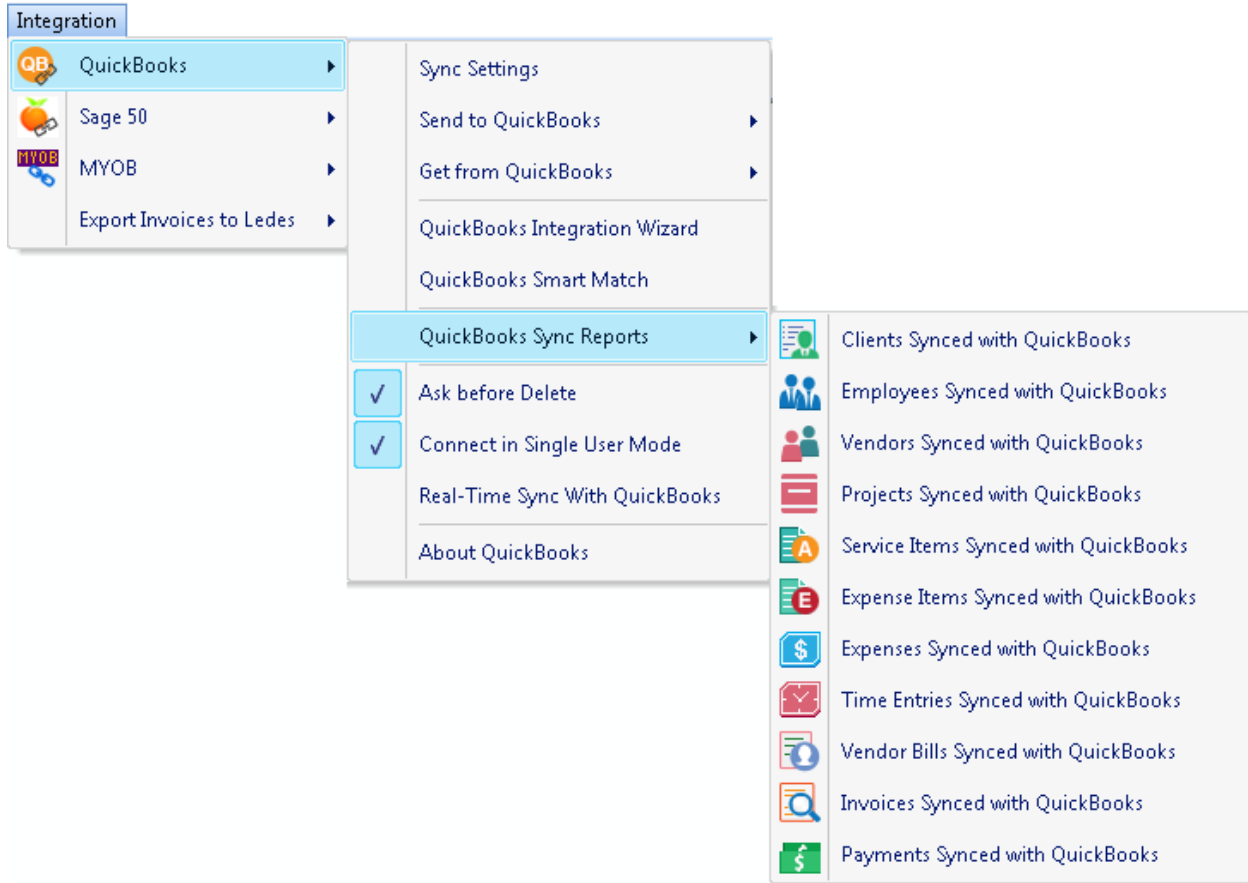 Integration
QB
QuickBooks
Sage 50
MYOB
MYOB
Export Invoices to Ledes
Sync Settings
Send to QuickBooks
Get from QuickBooks
QuickBooks Integration Wizard
QuickBooks Smart Match
QuickBooks Sync Reports
Ask before Delete
Connect in Single User Mode
Real-Time Sync With QuickBooks
About QuickBooks
Clients Synced with QuickBooks
Employees Synced with QuickBooks
Vendors Synced with QuickBooks
Projects Synced with QuickBooks
A
Service Items Synced with QuickBooks
E
Expense Items Synced with QuickBooks
$
Expenses Synced with QuickBooks
Time Entries Synced with QuickBooks
Vendor Bills Synced with QuickBooks
Invoices Synced with QuickBooks
$
Payments Synced with QuickBooks